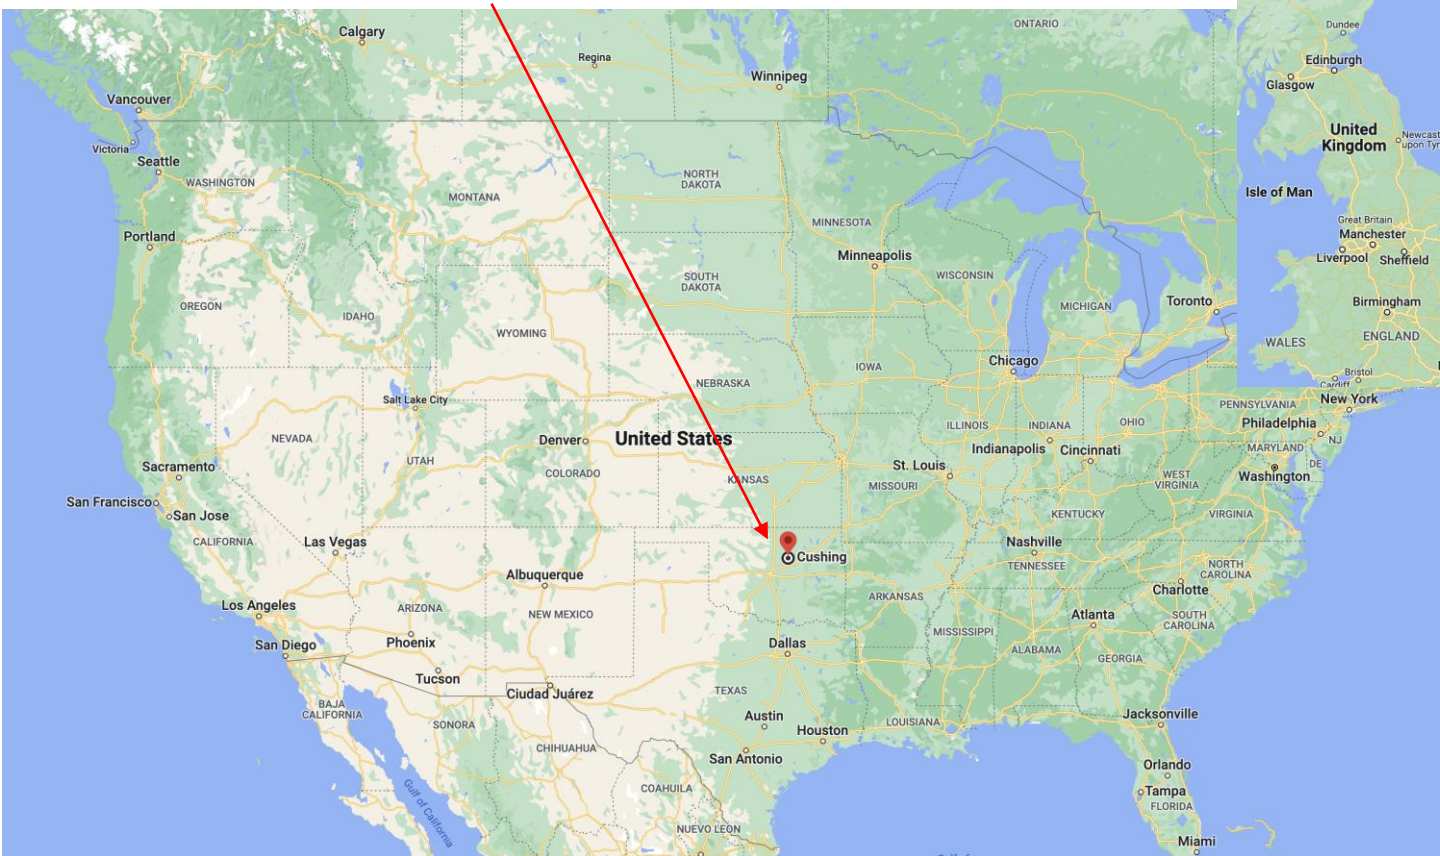 Calgary
Regina
Winnipeg
ONTARIO
Dundee
Edinburgh
Glasgow
Vancouver
Victoria
Seattle
WASHINGTON
MONTANA
NORTH
DAKOTA
MINNESOTA
United
Kingdom
Isle of Man
Great Britain
Manchester
Liverpool
Sheffield
Portland
Minneapolis
SOUTH
DAKOTA
WISCONSIN
OREGON
IDAHO
WYOMING
MICHIGAN
Toronto
Birmingham
WALES
ENGLAND
Bristol
Cardiff
Chicago
IOWA
NEBRASKA
Salt Lake City
PENNSYLVANIA
New York
Philadelphia
NJ
NEVADA
Denver
United States
ILLINOIS
INDIANA
OHIO
Indianapolis
Cincinnati
MARYLAND
DE
Washington
Sacramento
UTAH
COLORADO
KANSAS
St. Louis
MISSOURI
WEST
VIRGINIA
San Francisco
San Jose
KENTUCKY
VIRGINIA
CALIFORNIA
Las Vegas
Cushing
Nashville
TENNESSEE
NORTH
CAROLINA
Albuquerque
Charlotte
Los Angeles
ARIZONA
NEW MEXICO
ARKANSAS
Atlanta
SOUTH
CAROLINA
San Diego
Phoenix
Dallas
MISSISSIPPI
ALABAMA
GEORGIA
Tucson
Ciudad Juárez
TEXAS
BAJA
CALIFORNIA
SONORA
CHIHUAHUA
Austin
Houston
LOUISIANA
Jacksonville
San Antonio
Orlando
Tampa
FLORIDA
COAHUILA
Gulf of California
NUEVO LEON
Miami